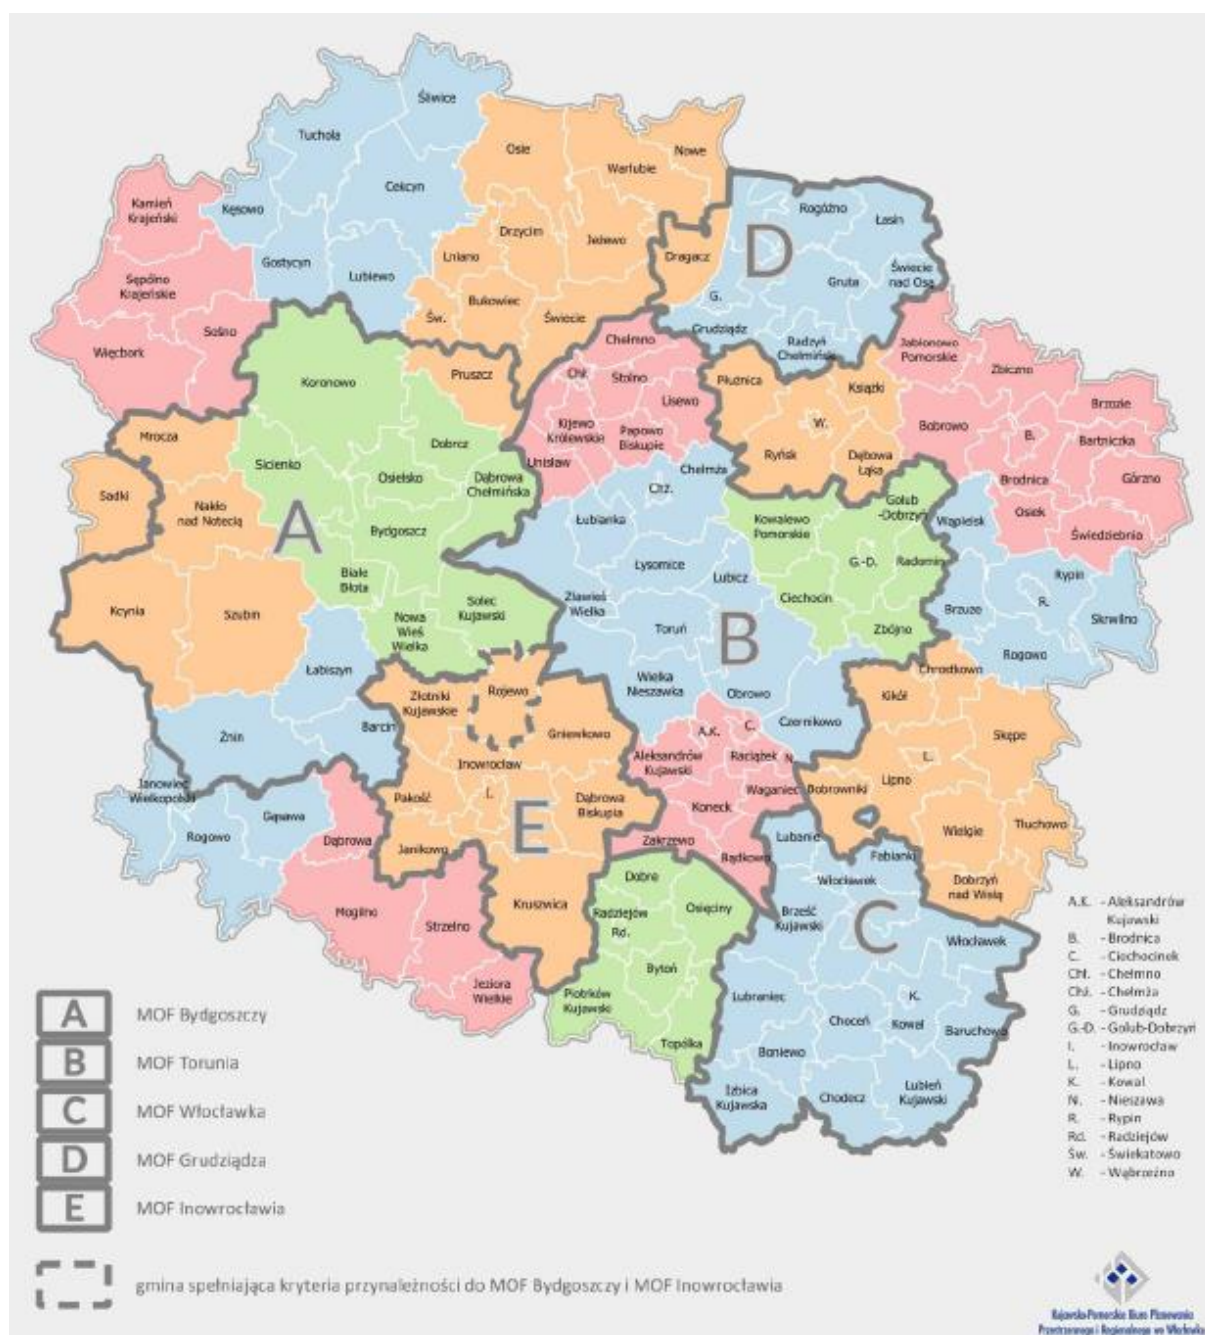 Śliwice
Tuchola
Osie
Nowe
Warlubie
Cekcyn
Kamień
Krajeński
Kęsowo
Rogóźno
Łasin
Drzycim
Jeżewo
D
Dragacz
Gostycyn
Lniano
Lubiewo
Sępólno
Krajeńskie
Świecie
nad Osą
Gruta
G.
Bukowiec
Św.
Świecie
Grudziądz
Sośno
Radzyń
Chełmiński
Chełmno
Jabłonowo
Pomorskie
Więcbork
Zbiczno
Chł.
Stolno
Pruszcz
Koronowo
Płużnica
Książki
Lisewo
Brzozie
W.
Kijewo
Królewskie
Papowo
Biskupie
Bobrowo
B.
Bartniczka
Mrocza
Dobrcz
Ryńsk
Dębowa
Łąka
Unisław
Sicienko
Osielsko
Dąbrowa
Chełmińska
Chełmża
Brodnica
Górzno
Chż.
Sadki
Nakło
nad Notecią
Golub
-Dobrzyń
Osiek
A
Bydgoszcz
Łubianka
Kowalewo
Pomorskie
Wąpielsk
Świedziebnia
Łysomice
G.-D.
Radomin
Białe
Błota
Lubicz
Rypin
Zławieś
Wielka
Ciechocin
R.
Kcynia
Szubin
Nowa
Wieś
Wielka
Solec
Kujawski
Brzuze
Skrwilno
Toruń
B
Zbójno
Rogowo
Łabiszyn
Wielka
Nieszawka
Chrostkowo
Złotniki
Kujawskie
Rojewo
Obrowo
Kikół
Barcin
Czernikowo
Żnin
Gniewkowo
A.K.
C.
Skępe
Aleksandrów
Kujawski
Raciążek
N.
L.
Inowrocław
Lipno
Janowiec
Wielkopolski
Bobrowniki
Waganiec
Pakość
I.
Dąbrowa
Biskupia
Koneck
E
Gąsawa
Rogowo
Dąbrowa
Lubanie
Wielgie
Tłuchowo
Zakrzewo
Janikowo
Bądkowo
Fabianki
Dobre
Włocławek
Dobrzyń
nad Wisłą
Kruszwica
Mogilno
Radziejów
Rd.
Osięciny
Brześć
Kujawski
C
Strzelno
Włocławek
Bytoń
Jeziora
Wielkie
Piotrków
Kujawski
Lubraniec
K.
Choceń
Kowal
Baruchowo
Topólka
Boniewo
Izbica
Kujawska
Chodecz
Lubień
Kujawski
A.K. - Aleksandrów
Kujawski
B. - Brodnica
C. - Ciechocinek
Chł. - Chełmno
Chż. - Chełmża
G. - Grudziądz
G.-D. - Golub-Dobrzyń
I. - Inowrocław
L. - Lipno
K. - Kowal
N. - Nieszawa
R. - Rypin
Rd. - Radziejów
Św. - Świekatowo
W. - Wąbrzeźno
A MOF Bydgoszczy
B MOF Torunia
C MOF Włocławka
D MOF Grudziądza
E MOF Inowrocławia
gmina spełniająca kryteria przynależności do MOF Bydgoszczy i MOF Inowrocławia
Kujawsko-Pomorskie Biuro Planowania
Przestrzennego i Regionalnego we Włocławku